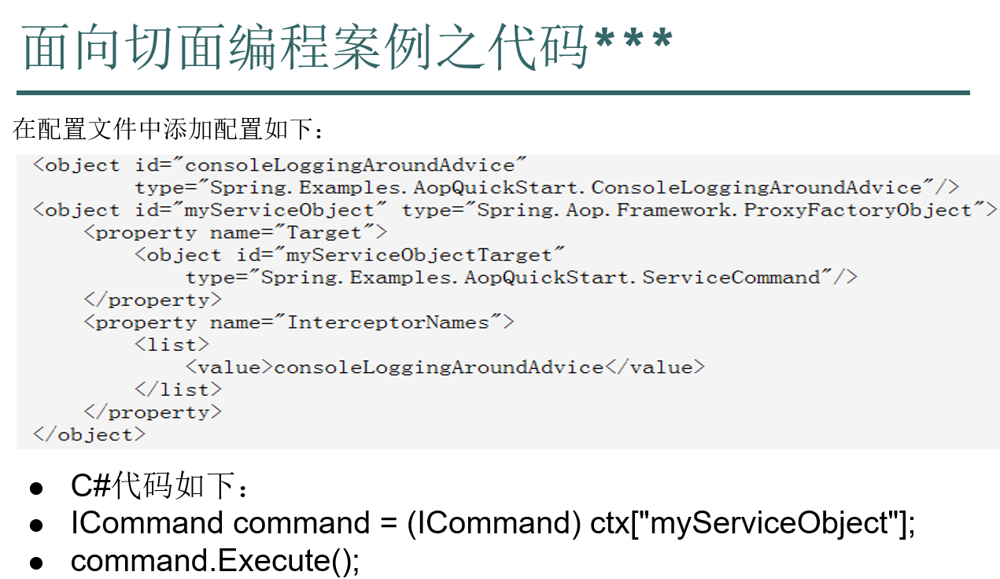 面向切面编程案例之代码***
在配置文件中添加配置如下：
<object id="consoleLoggingAroundAdvice"
type="Spring.Examples.AopQuickStart.ConsoleLoggingAroundAdvice"/>
<object id="myServiceObject" type="Spring.Aop.Framework.ProxyFactoryObject">
<property name="Target">
<object id="myServiceObjectTarget"
type="Spring.Examples.AopQuickStart.ServiceCommand"/>
</property>
<property name="InterceptorNames">
<list>
<value>consoleLoggingAroundAdvice</value>
</list>
</property>
</object>
● C#代码如下：
● ICommand command = (ICommand) ctx["myServiceObject"];
● command.Execute();